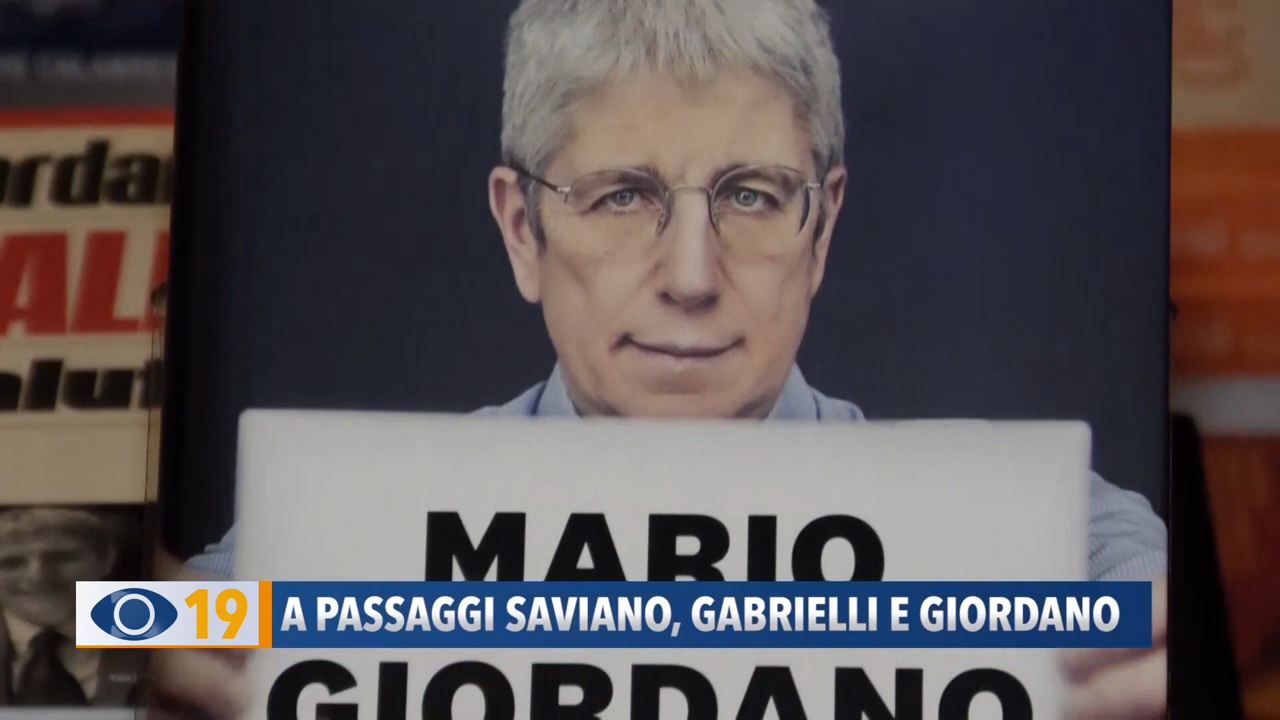 MARIO
19
A PASSAGGI SAVIANO, GABRIELLI E GIORDANO
GIORDANO